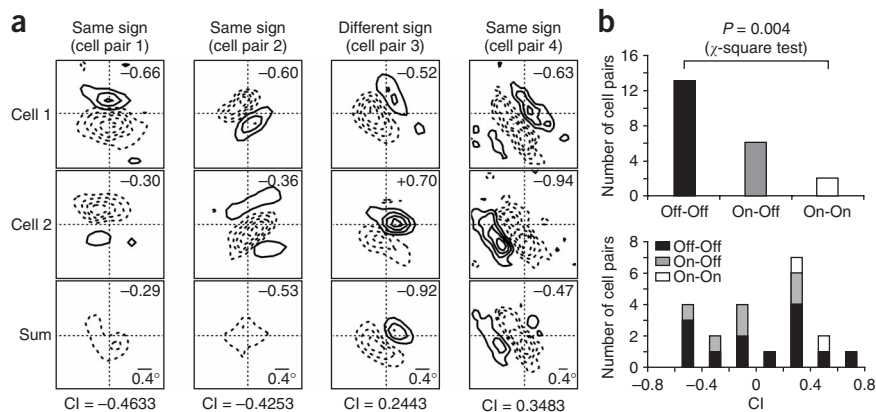 a
Same sign
(cell pair 1)
Same sign
(cell pair 2)
Different sign
(cell pair 3)
Same sign
(cell pair 4)
Cell 1
–0.66
–0.60
–0.52
–0.63
Cell 2
–0.30
–0.36
+0.70
–0.94
Sum
–0.29
–0.53
–0.92
–0.47
0.4°
0.4°
0.4°
0.4°
CI = –0.4633
CI = –0.4253
CI = 0.2443
CI = 0.3483
b
P = 0.004
(χ-square test)
Number of cell pairs
16
12
8
4
0
Off-Off
On-Off
On-On
Number of cell pairs
8
6
4
2
0
Off-Off
On-Off
On-On
–0.8
–0.4
0
0.4
0.8
CI